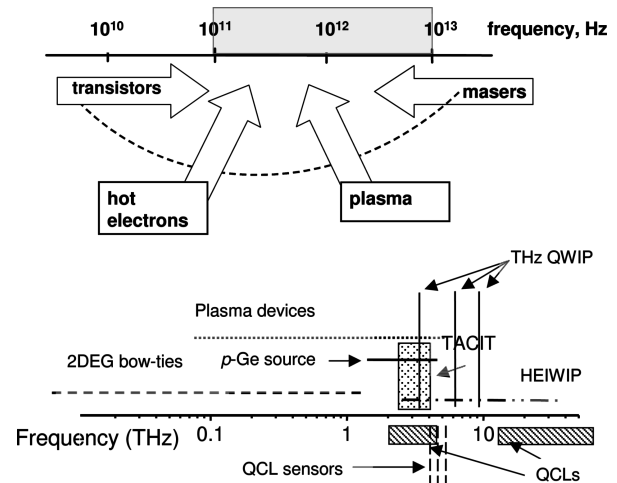 10¹⁰ 10¹¹ 10¹² 10¹³ frequency, Hz
transistors masers
hot
electrons
plasma
THz QWIP
Plasma devices
TACIT
2DEG bow-ties p-Ge source
HEIWIP
Frequency (THz) 0.1 1 10
QCL sensors QCLs